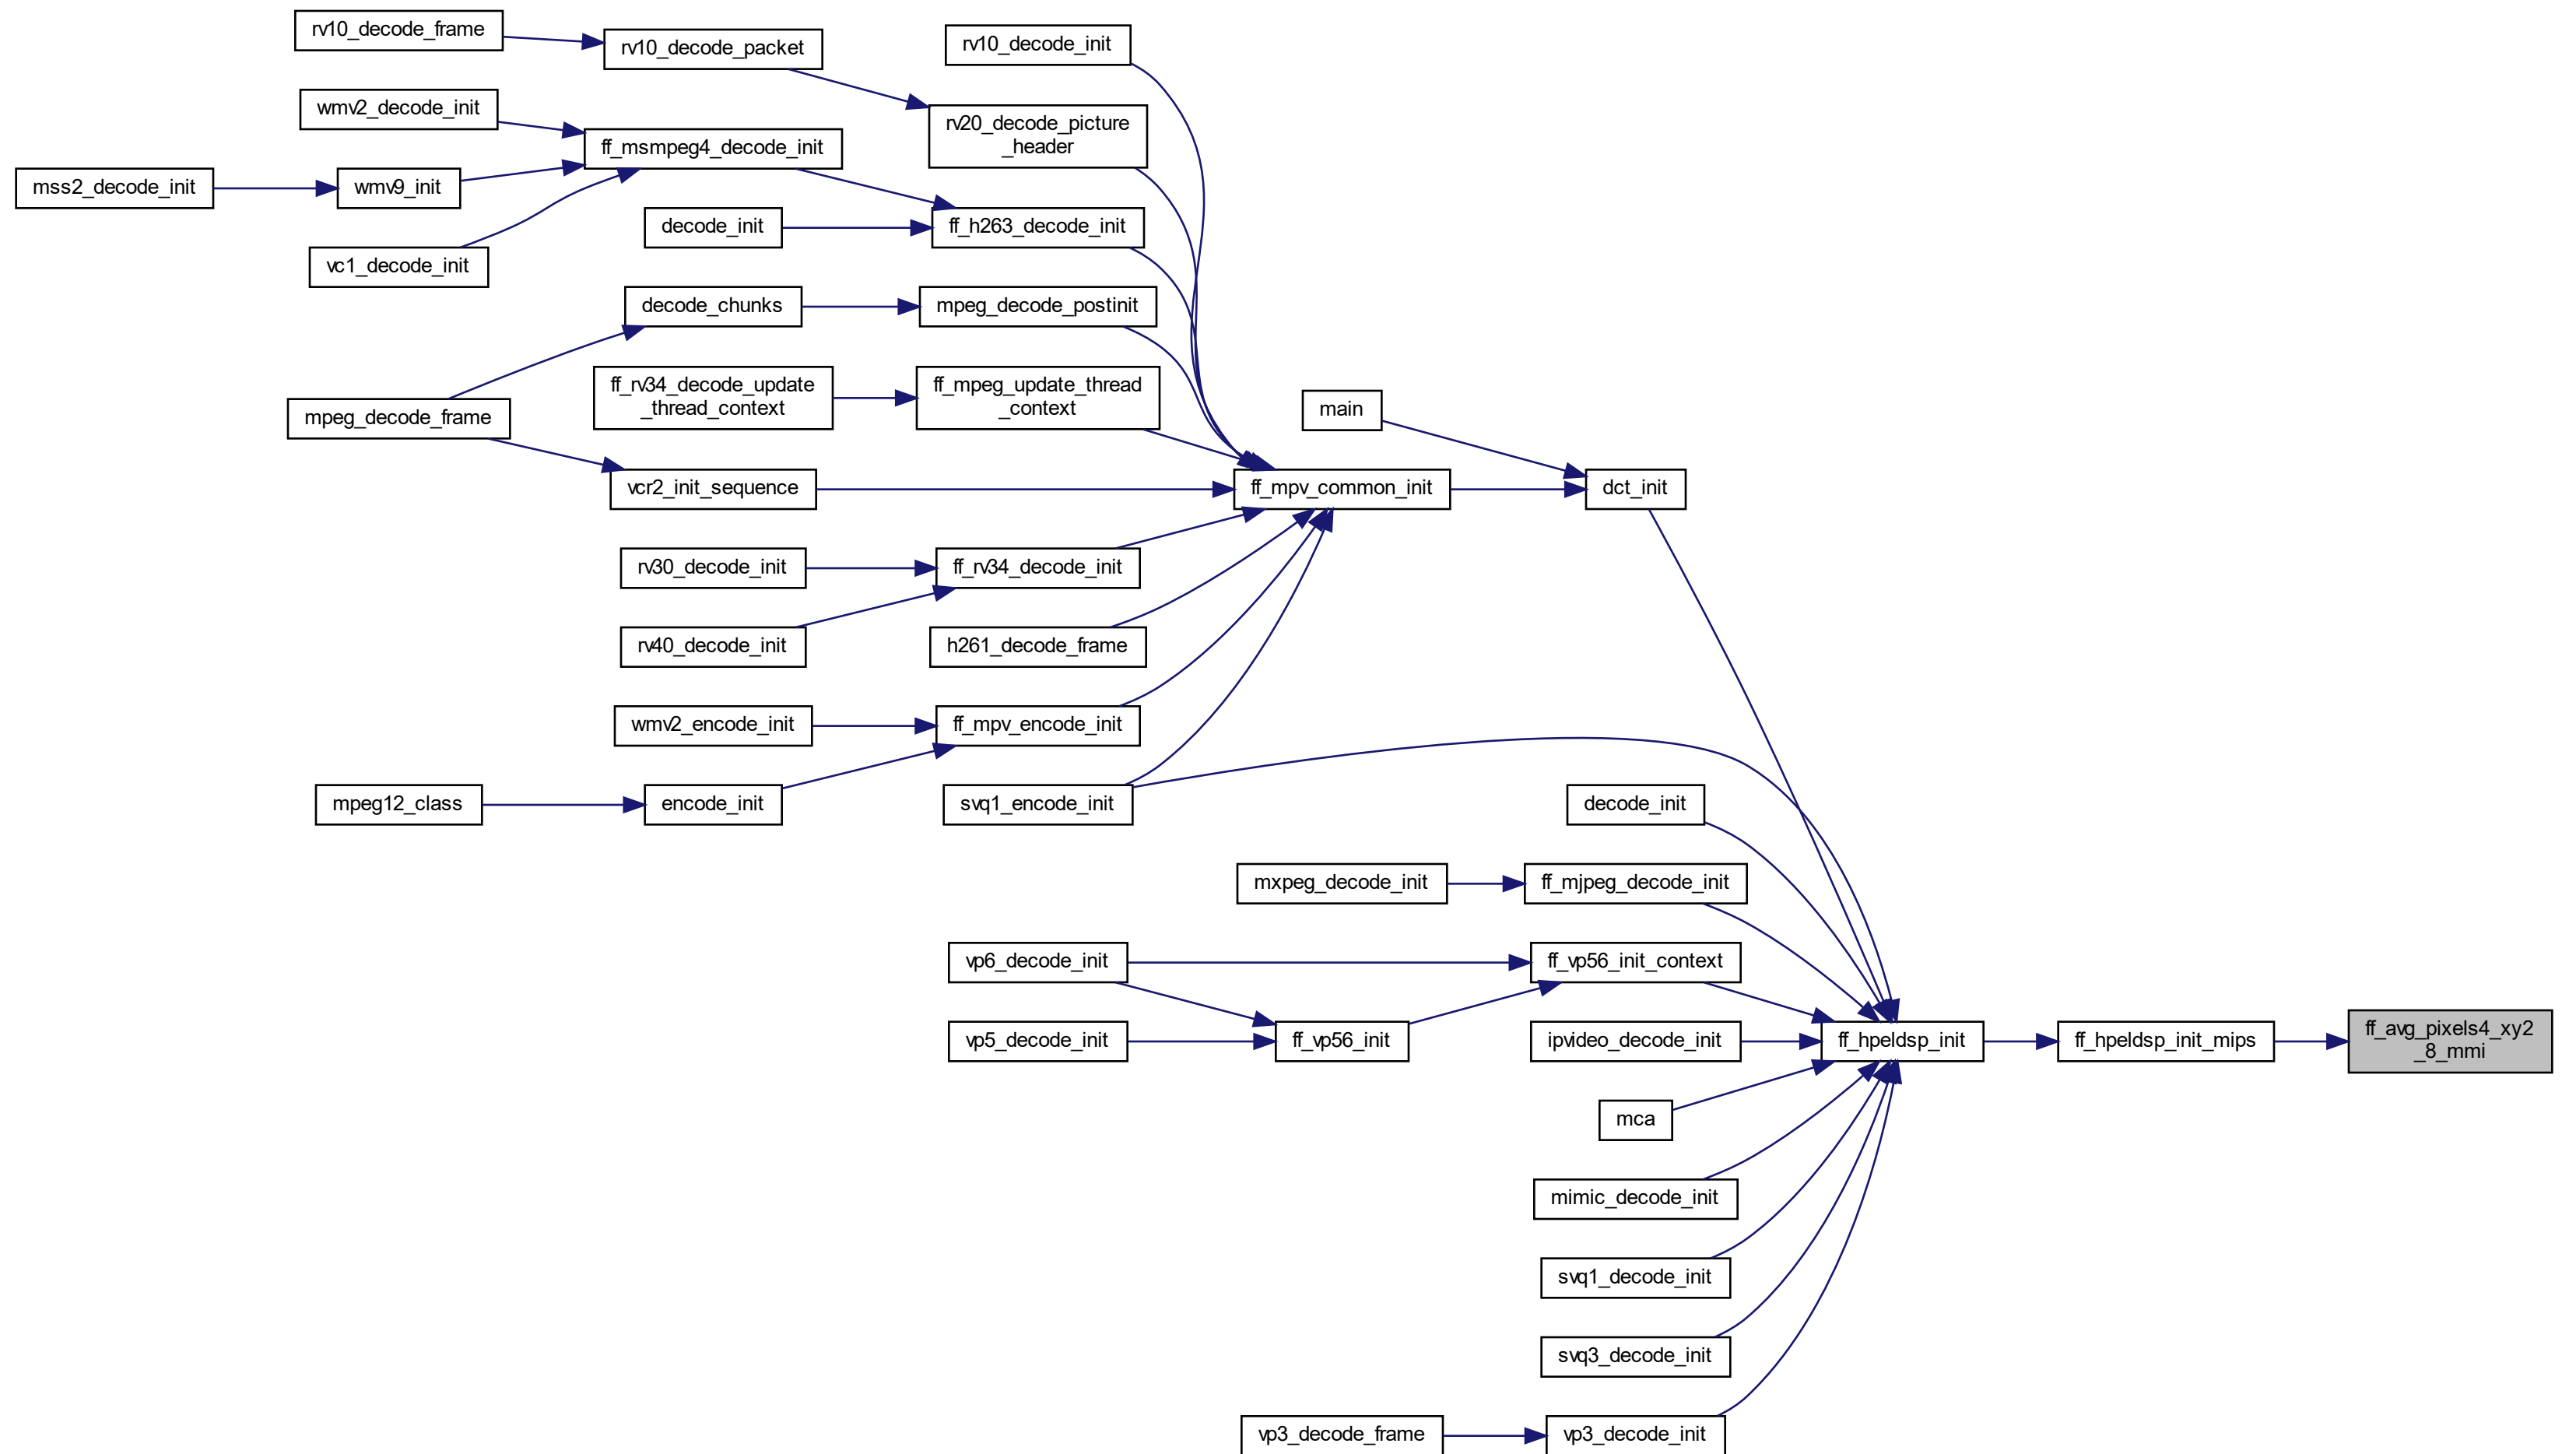 rv10_decode_frame
rv10_decode_packet
rv10_decode_init
wmv2_decode_init
rv20_decode_picture
_header
ff_msmpeg4_decode_init
mss2_decode_init
wmv9_init
decode_init
ff_h263_decode_init
vc1_decode_init
decode_chunks
mpeg_decode_postinit
ff_rv34_decode_update
_thread_context
ff_mpeg_update_thread
_context
main
mpeg_decode_frame
vcr2_init_sequence
ff_mpv_common_init
dct_init
rv30_decode_init
ff_rv34_decode_init
rv40_decode_init
h261_decode_frame
wmv2_encode_init
ff_mpv_encode_init
mpeg12_class
encode_init
svq1_encode_init
decode_init
mxpeg_decode_init
ff_mjpeg_decode_init
vp6_decode_init
ff_vp56_init_context
vp5_decode_init
ff_vp56_init
ipvideo_decode_init
ff_hpeldsp_init
ff_hpeldsp_init_mips
ff_avg_pixels4_xy2
_8_mmi
mca
mimic_decode_init
svq1_decode_init
svq3_decode_init
vp3_decode_frame
vp3_decode_init